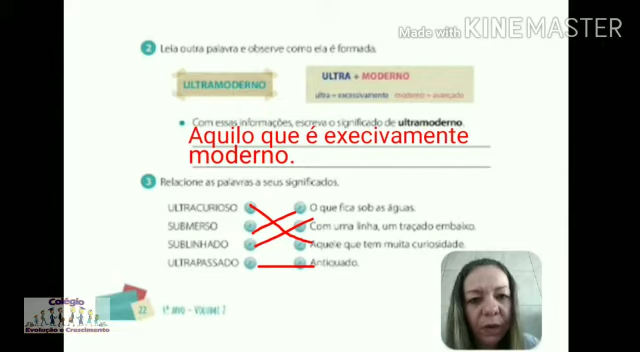 Made with KINEMASTER
2 Leia outra palavra e observe como ela é formada.
ULTRAMODERNO
ULTRA + MODERNO
ultra = excessivamente moderno = avançado
Com essas informações, escreva o significado de ultramoderno.
Aquilo que é execivamente
moderno.
3 Relacione as palavras a seus significados.
ULTRACURIOSO O que fica sob as águas.
SUBMERSO Com uma linha, um traçado embaixo.
SUBLINHADO Aquele que tem muita curiosidade.
ULTRAPASSADO Antiquado.
22
ANO – VOLUME
Colégio
Evolução e Crescimento